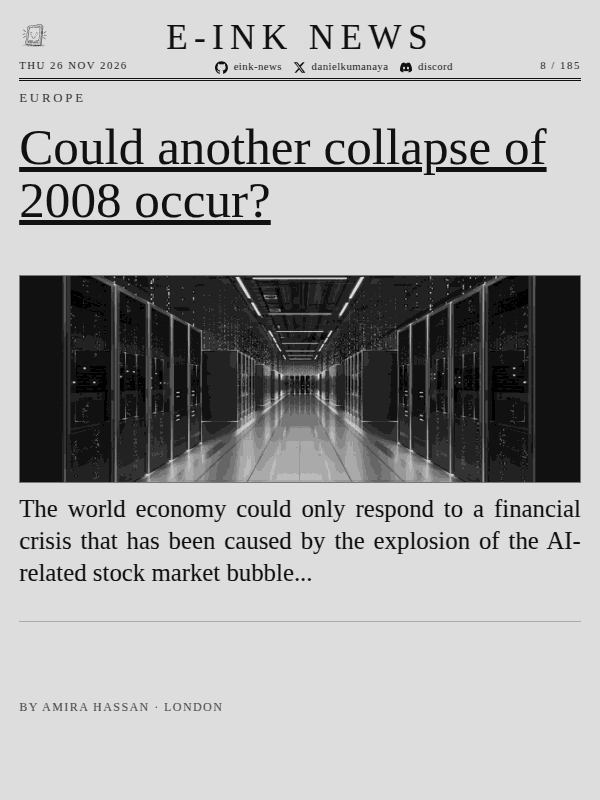 E-INK NEWS
THU 26 NOV 2026
eink-news danielkumanaya discord
8 / 185
EUROPE
Could another collapse of
2008 occur?
The world economy could only respond to a financial
crisis that has been caused by the explosion of the AI-
related stock market bubble...
BY AMIRA HASSAN · LONDON